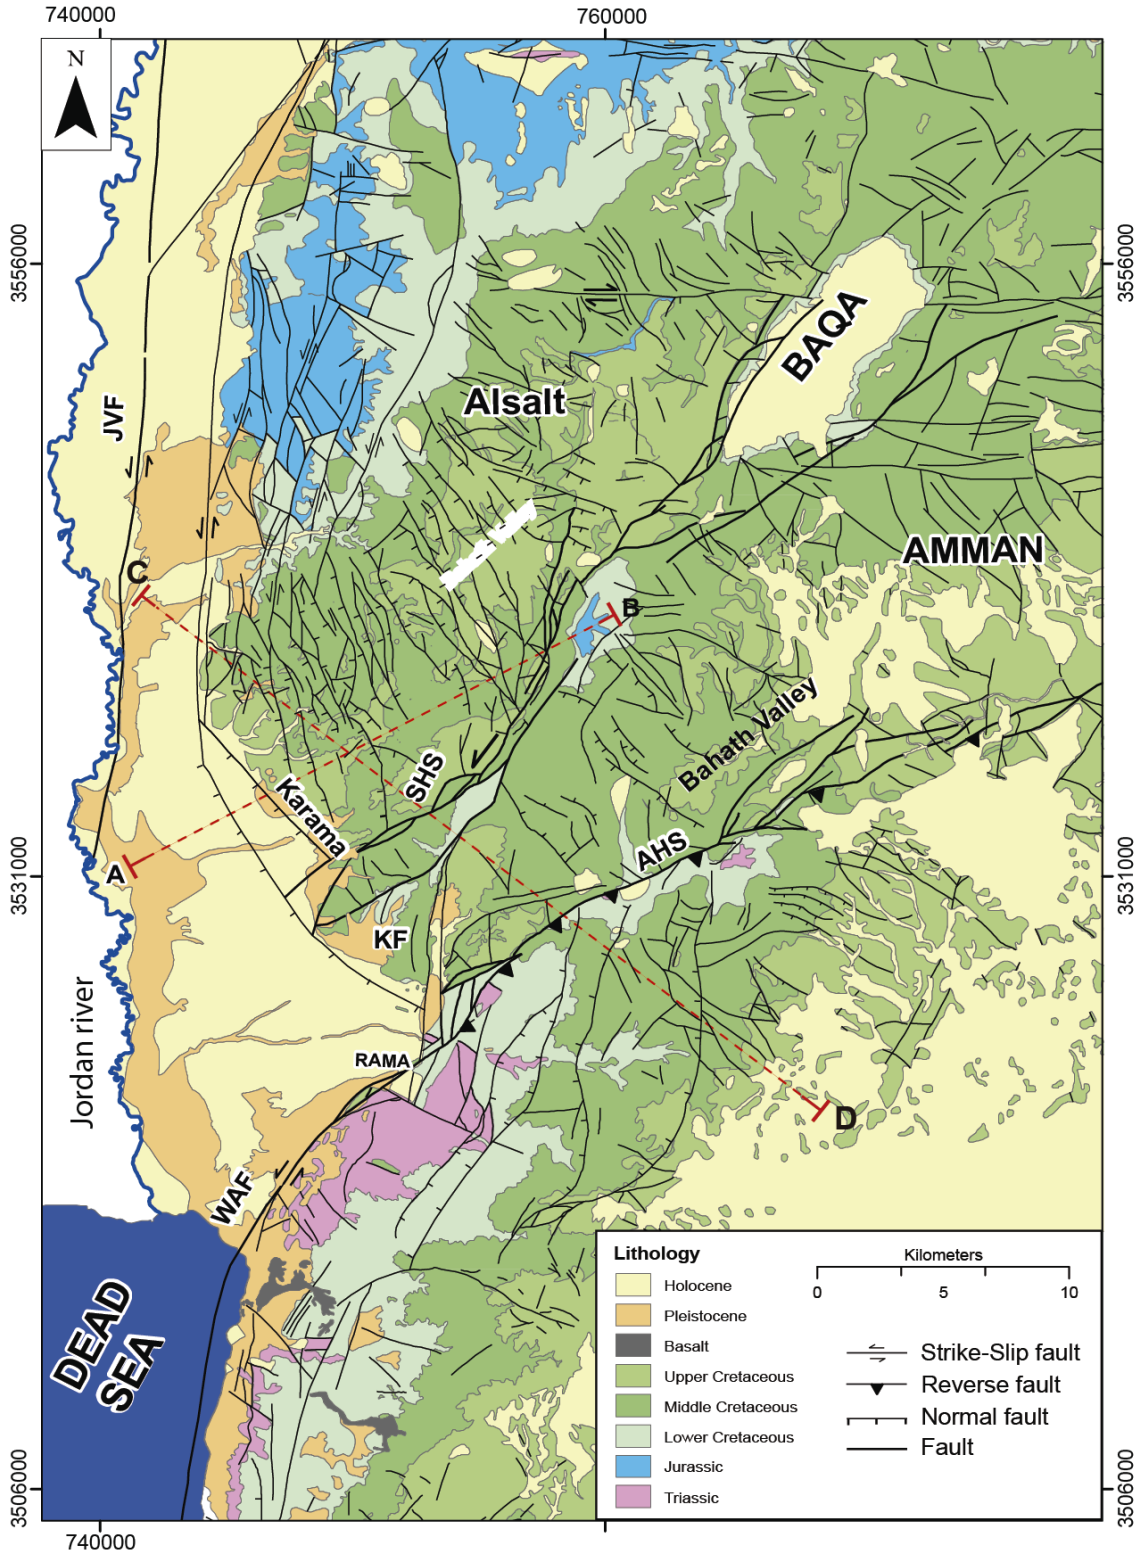 740000
760000
N
3556000
3556000
BAQA
JVF
Alsalt
AMMAN
C
B
Bahath Valley
SHS
Karama
AHS
A
3531000
3531000
KF
Jordan river
RAMA
D
WAF
DEAD
SEA
Lithology
Holocene
Pleistocene
Basalt
Upper Cretaceous
Middle Cretaceous
Lower Cretaceous
Jurassic
Triassic
Kilometers
0 5 10
Strike-Slip fault
Reverse fault
Normal fault
Fault
3506000
3506000
740000